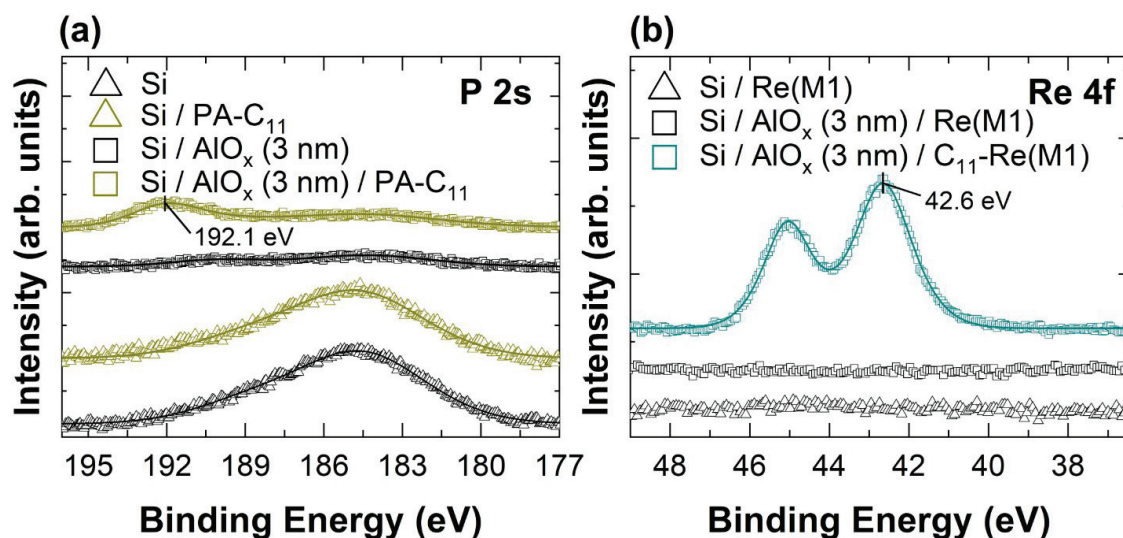 (a)
Si
Si / PA-C₁₁
Si / AlOₓ (3 nm)
Si / AlOₓ (3 nm) / PA-C₁₁
P 2s
192.1 eV
Intensity (arb. units)
195 192 189 186 183 180 177
Binding Energy (eV)
(b)
Si / Re(M1)
Si / AlOₓ (3 nm) / Re(M1)
Si / AlOₓ (3 nm) / C₁₁-Re(M1)
Re 4f
42.6 eV
Intensity (arb. units)
48 46 44 42 40 38
Binding Energy (eV)